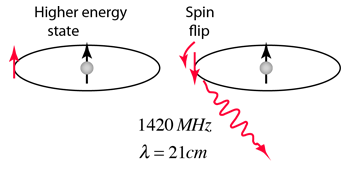 Higher energy
state
Spin
flip
1420 MHz
λ = 21cm